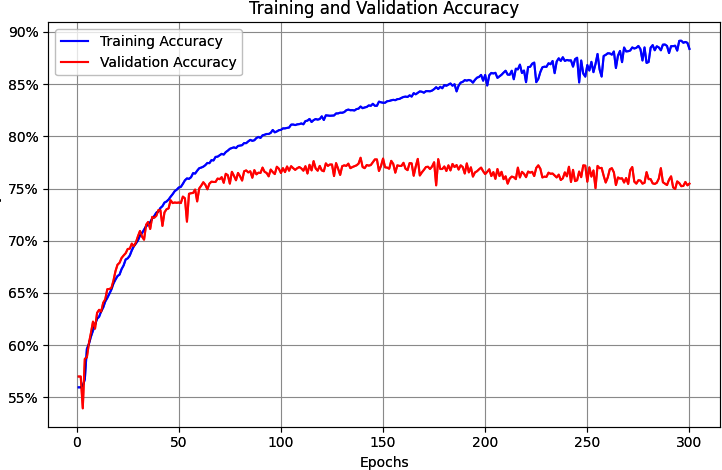 Training and Validation Accuracy
90%
Training Accuracy
Validation Accuracy
85%
80%
75%
70%
65%
60%
55%
0 50 100 150 200 250 300
Epochs